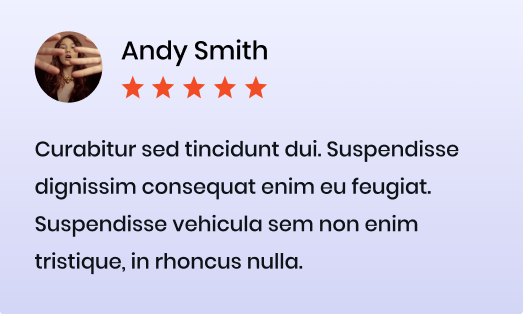 Andy Smith
Curabitur sed tincidunt dui. Suspendisse
dignissim consequat enim eu feugiat.
Suspendisse vehicula sem non enim
tristique, in rhoncus nulla.